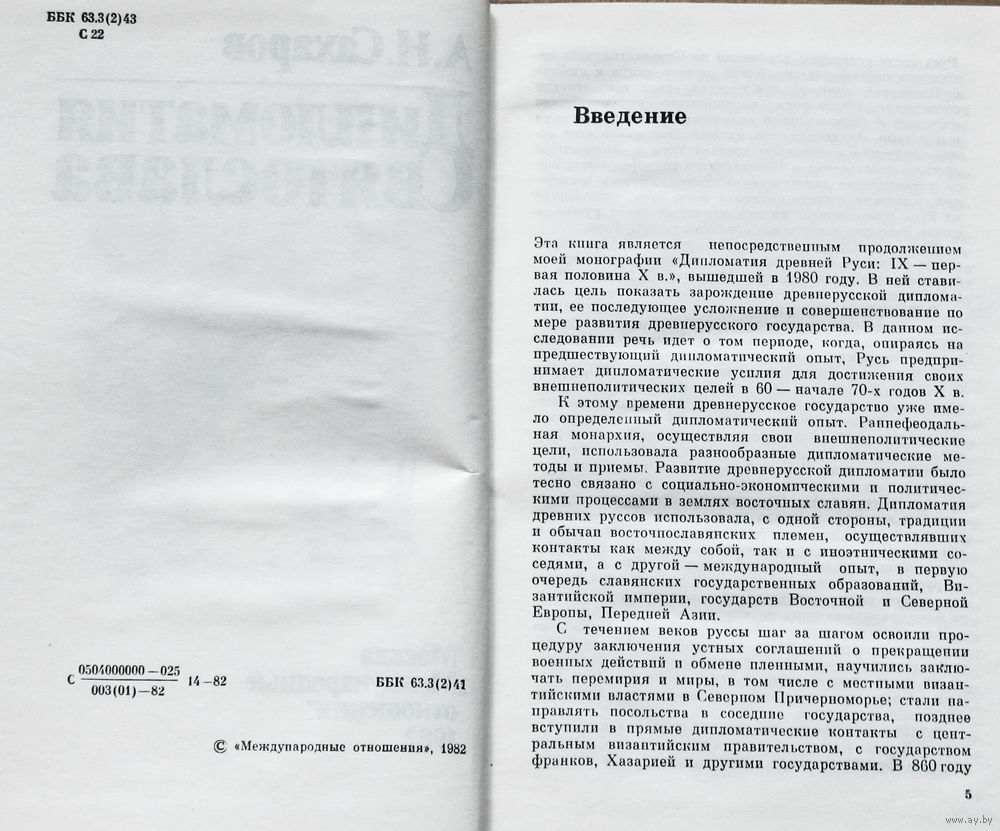 ББК 63.3(2)43
С 22
0504000000—025
С 14—82
003(01)—82
ББК 63.3(2)41
© «Международные отношения», 1982
Введение
Эта книга является непосредственным продолжением
моей монографии «Дипломатия древней Руси: IX — пер-
вая половина X в.», вышедшей в 1980 году. В ней стави-
лась цель показать зарождение древнерусской диплома-
тии, ее последующее усложнение и совершенствование по
мере развития древнерусского государства. В данном ис-
следовании речь идет о том периоде, когда, опираясь на
предшествующий дипломатический опыт, Русь предпри-
нимает дипломатические усилия для достижения своих
внешнеполитических целей в 60 — начале 70-х годов X в.
К этому времени древнерусское государство уже име-
ло определенный дипломатический опыт. Раннефеодаль-
ная монархия, осуществляя свои внешнеполитические
цели, использовала разнообразные дипломатические ме-
тоды и приемы. Развитие древнерусской дипломатии было
тесно связано с социально-экономическими и политичес-
кими процессами в землях восточных славян. Дипломатия
древних руссов использовала, с одной стороны, традиции
и обычаи восточнославянских племен, осуществлявших
контакты как между собой, так и с иноэтническими со-
седями, а с другой — международный опыт, в первую
очередь славянских государственных образований, Ви-
зантийской империи, государств Восточной и Северной
Европы, Передней Азии.
С течением веков руссы шаг за шагом освоили про-
цедуру заключения устных соглашений о прекращении
военных действий и обмене пленными, научились заклю-
чать перемирия и миры, в том числе с местными визан-
тийскими властями в Северном Причерноморье; стали на-
правлять посольства в соседние государства, позднее
вступили в прямые дипломатические контакты с цент-
ральным византийским правительством, с государством
франков, Хазарией и другими государствами. В 860 году
5
www.ay.by